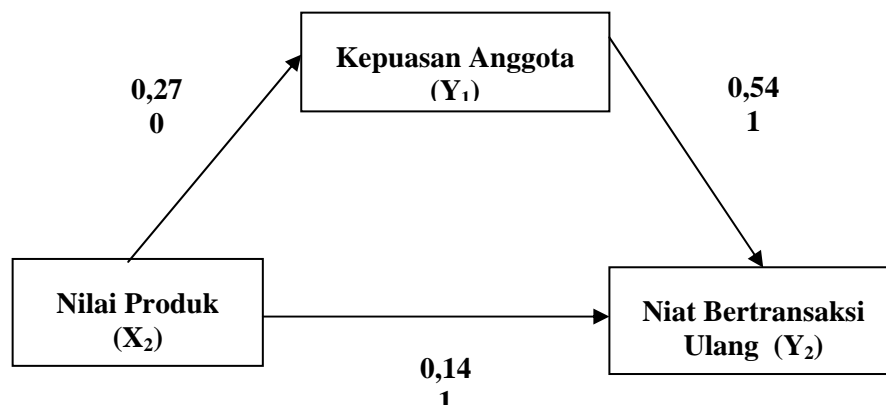 Kepuasan Anggota
(Y₁)
0,27
0
0,54
1
Nilai Produk
(X₂)
Niat Bertransaksi
Ulang (Y₂)
0,14
1